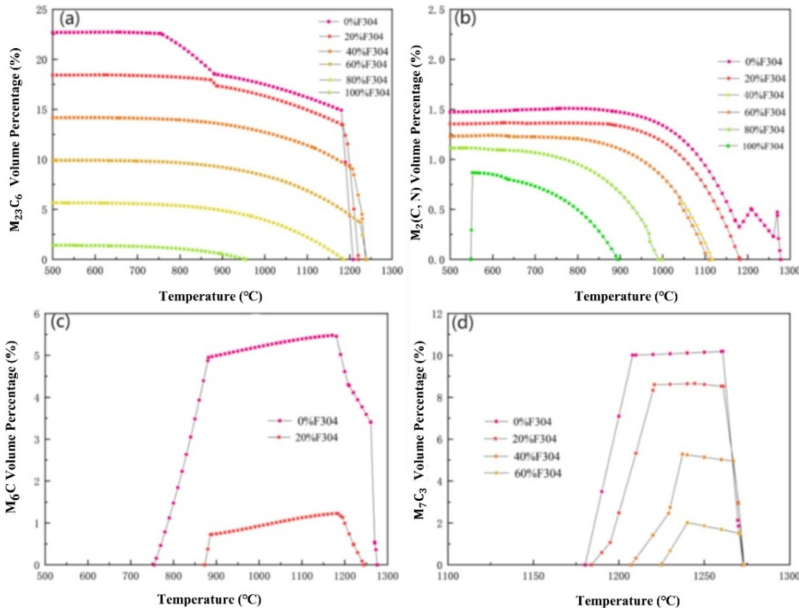 (a)
25
20
15
10
5
0
M23C6 Volume Percentage (%)
0%F304
20%F304
40%F304
60%F304
80%F304
100%F304
500 600 700 800 900 1000 1100 1200 1300
Temperature (℃)
(b)
2.5
2.0
1.5
1.0
0.5
0.0
M2(C, N) Volume Percentage (%)
0%F304
20%F304
40%F304
60%F304
80%F304
100%F304
500 600 700 800 900 1000 1100 1200 1300
Temperature (℃)
(c)
6
5
4
3
2
1
0
M6C Volume Percentage (%)
0%F304
20%F304
500 600 700 800 900 1000 1100 1200 1300
Temperature (℃)
(d)
12
10
8
6
4
2
0
M7C3 Volume Percentage (%)
0%F304
20%F304
40%F304
60%F304
1100 1150 1200 1250 1300
Temperature (℃)